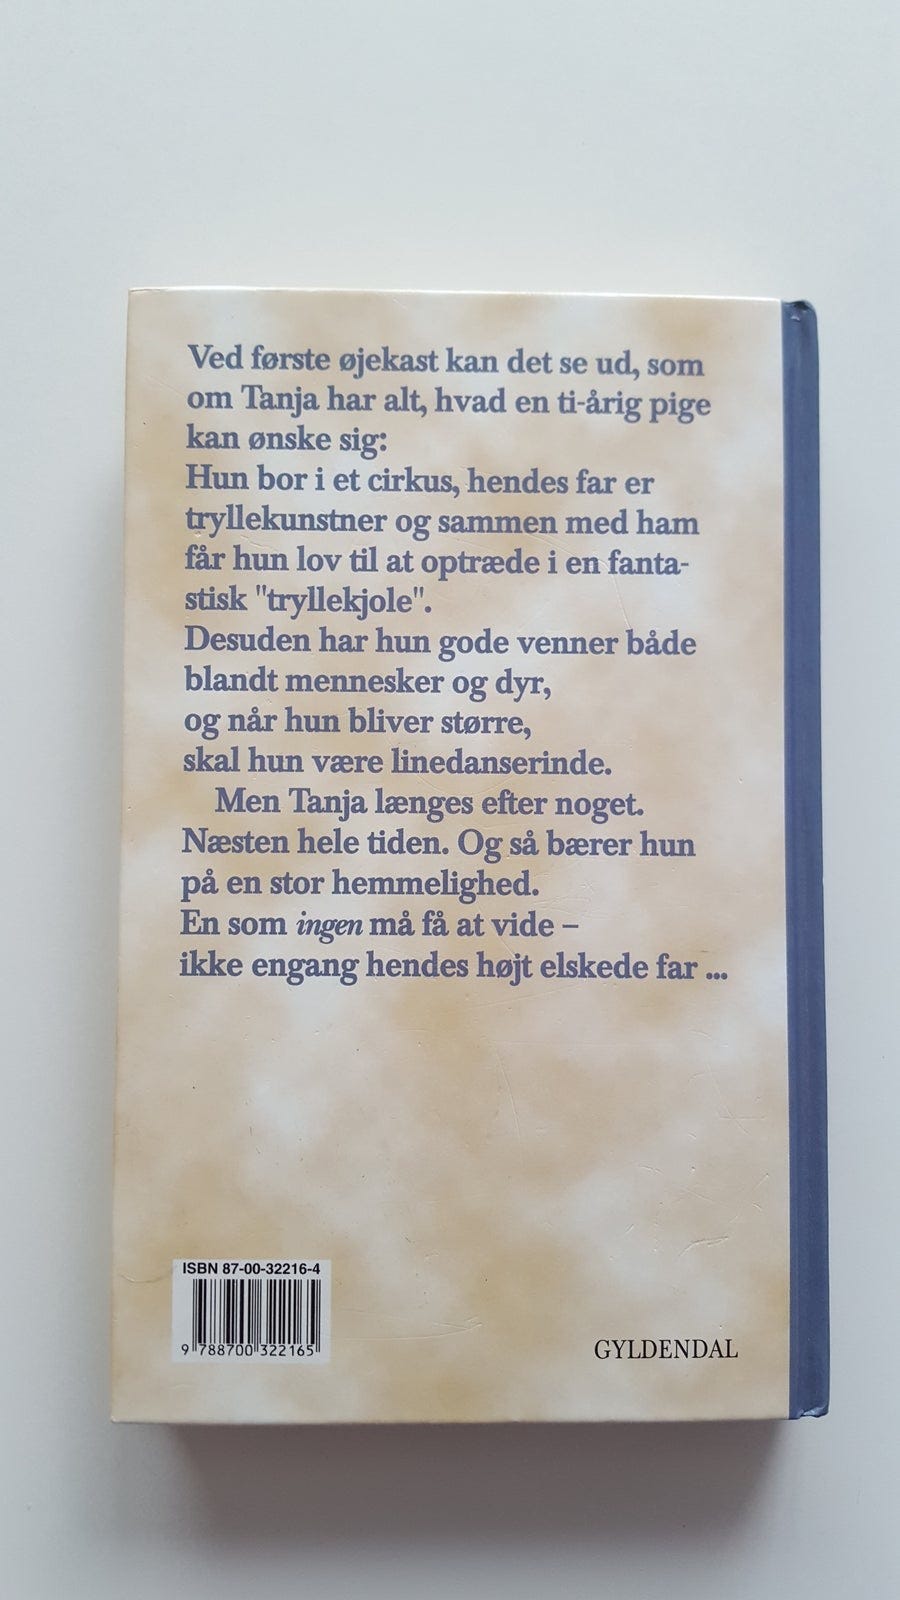 Ved første øjekast kan det se ud, som
om Tanja har alt, hvad en ti-årig pige
kan ønske sig:
Hun bor i et cirkus, hendes far er
tryllekunstner og sammen med ham
får hun lov til at optræde i en fanta-
stisk "tryllekjole".
Desuden har hun gode venner både
blandt mennesker og dyr,
og når hun bliver større,
skal hun være linedanserinde.
Men Tanja længes efter noget.
Næsten hele tiden. Og så bærer hun
på en stor hemmelighed.
En som ingen må få at vide –
ikke engang hendes højt elskede far ...
ISBN 87-00-32216-4
9 788700 322165
GYLDENDAL